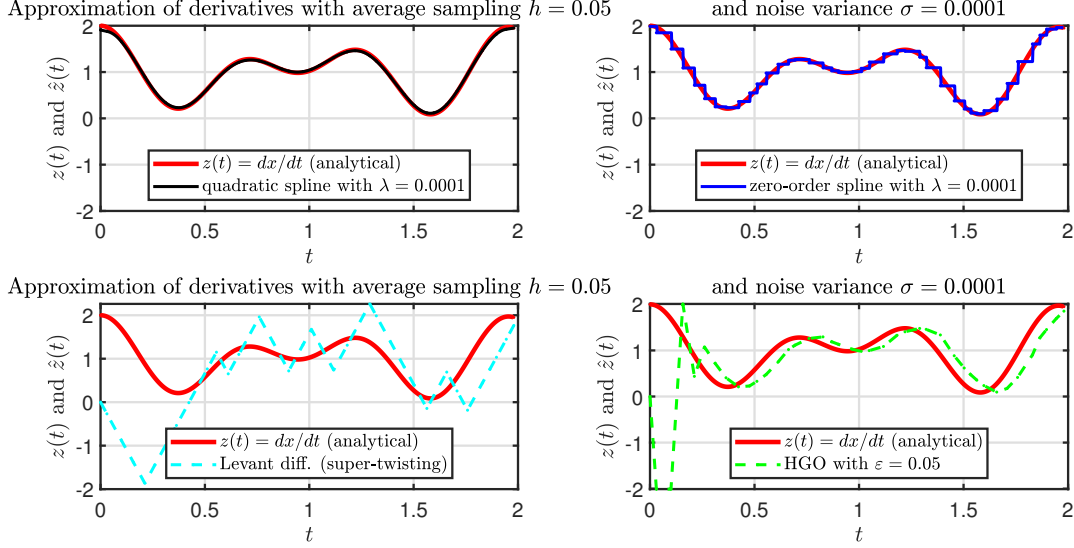 Approximation of derivatives with average sampling h = 0.05
and noise variance σ = 0.0001
z(t) and ẑ(t)
2
1
0
-1
-2
z(t) = dx/dt (analytical)
quadratic spline with λ = 0.0001
0
0.5
1
1.5
2
t
z(t) and ẑ(t)
2
1
0
-1
-2
z(t) = dx/dt (analytical)
zero-order spline with λ = 0.0001
0
0.5
1
1.5
2
t
Approximation of derivatives with average sampling h = 0.05
and noise variance σ = 0.0001
z(t) and ẑ(t)
2
1
0
-1
-2
z(t) = dx/dt (analytical)
Levant diff. (super-twisting)
0
0.5
1
1.5
2
t
z(t) and ẑ(t)
2
1
0
-1
-2
z(t) = dx/dt (analytical)
HGO with ε = 0.05
0
0.5
1
1.5
2
t